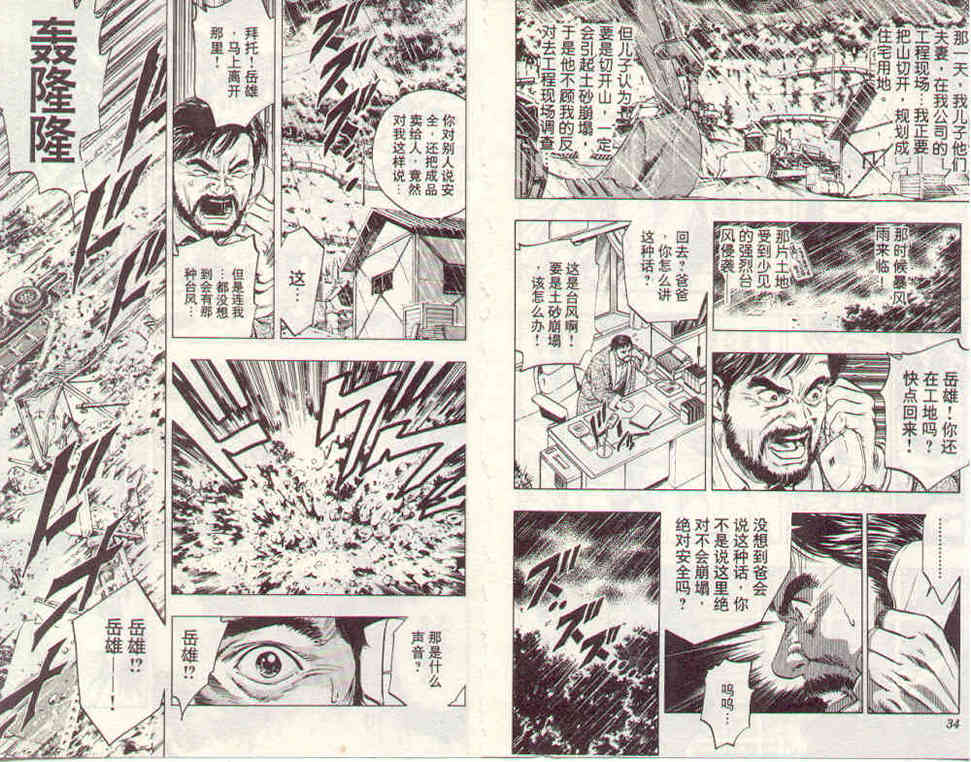 那一天，我儿子他们
夫妻，在我公司的
工程现场…我正要
把山切开，规划成
住宅用地。
但儿子认为，
要是切开山，一定
会引起土砂崩塌，
于是他不顾我的反
对去工程现场调查
那时候暴风
雨来临！
那片土地
受到少见
的强烈台
风侵袭
岳雄！你还
在工地吗？
快点回来！
回去？爸爸
，你怎么讲
这种话？
这是台风啊！
要是土砂崩塌
，该怎么办！
…………
没想到爸会
说这种话，你
不是说这里绝
对不会崩塌，
绝对安全吗？
呜呜…
ズズズ
34
你对别人说安
全，还把成品
卖给人，竟然
对我这样说…
这…
拜托！岳雄
，马上离开
那里！
但是连我
…都没想
到会有那
种台风…
那是什么
声音？
岳雄！？
轰隆隆
岳雄！？
岳雄——！